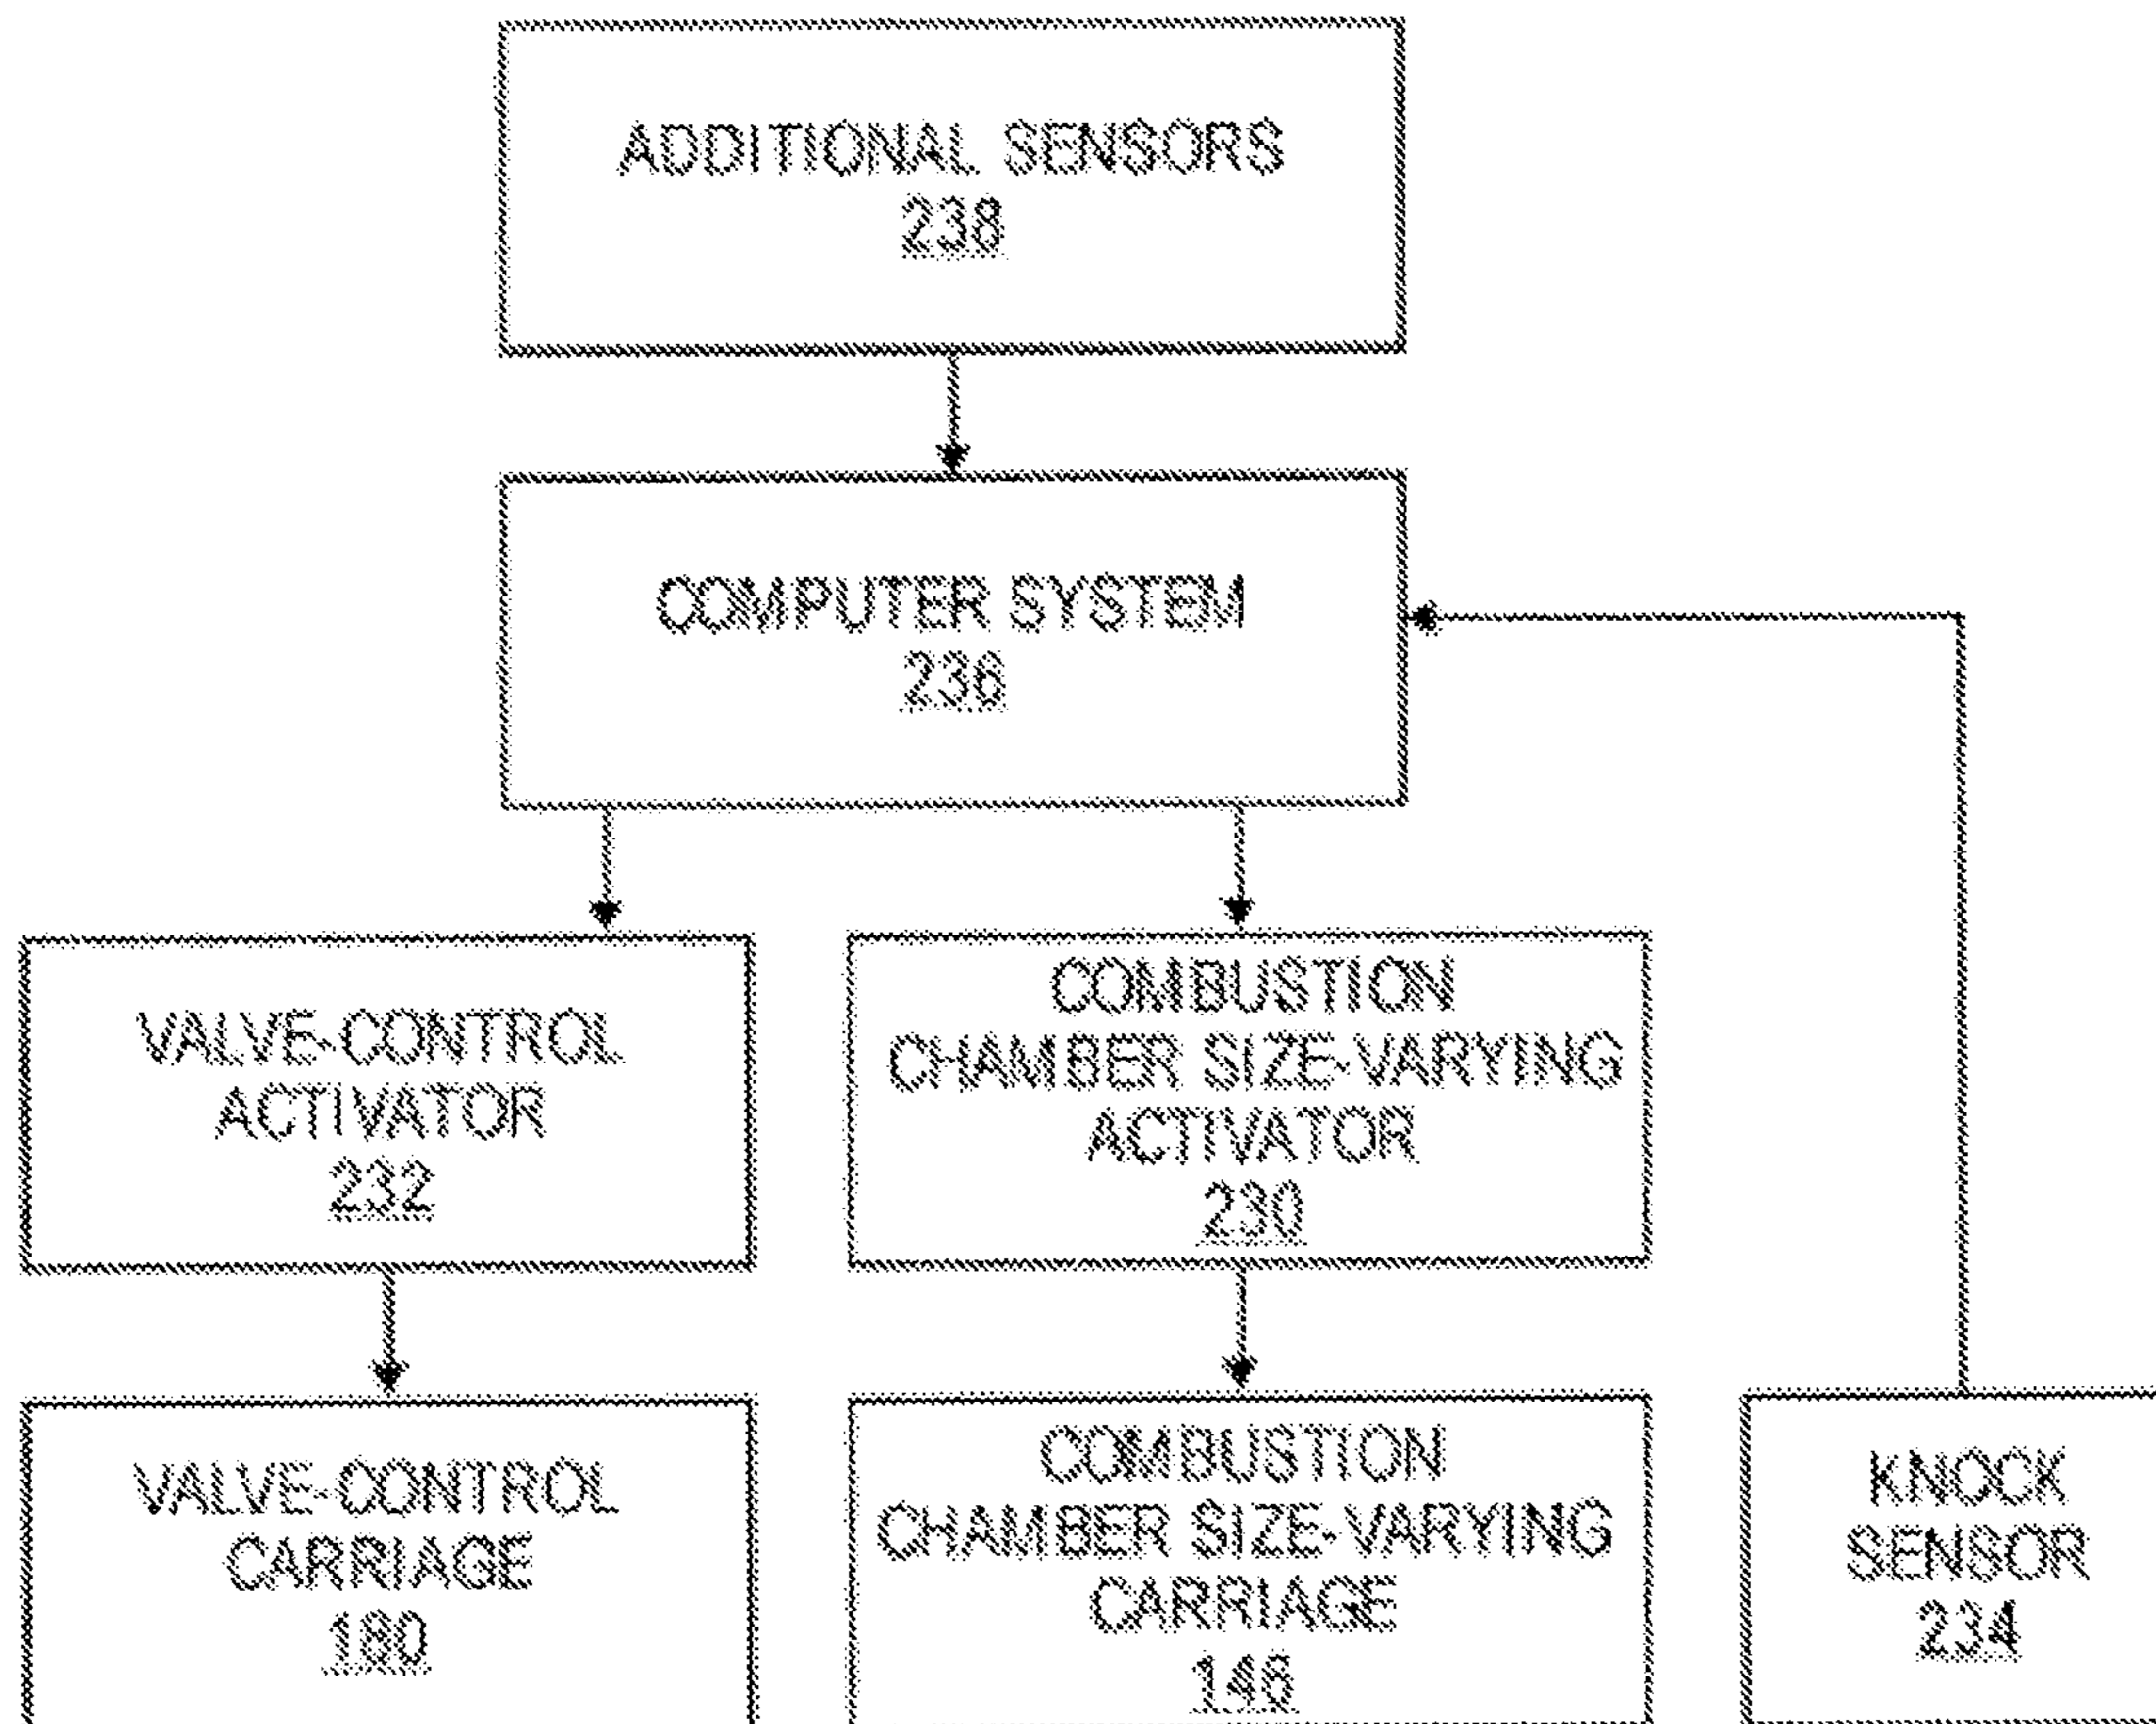 ADDITIONAL SENSORS
238
COMPUTER SYSTEM
236
VALVE-CONTROL
ACTIVATOR
232
COMBUSTION
CHAMBER SIZE-VARYING
ACTIVATOR
230
VALVE-CONTROL
CARRIAGE
180
COMBUSTION
CHAMBER SIZE-VARYING
CARRIAGE
146
KNOCK
SENSOR
234